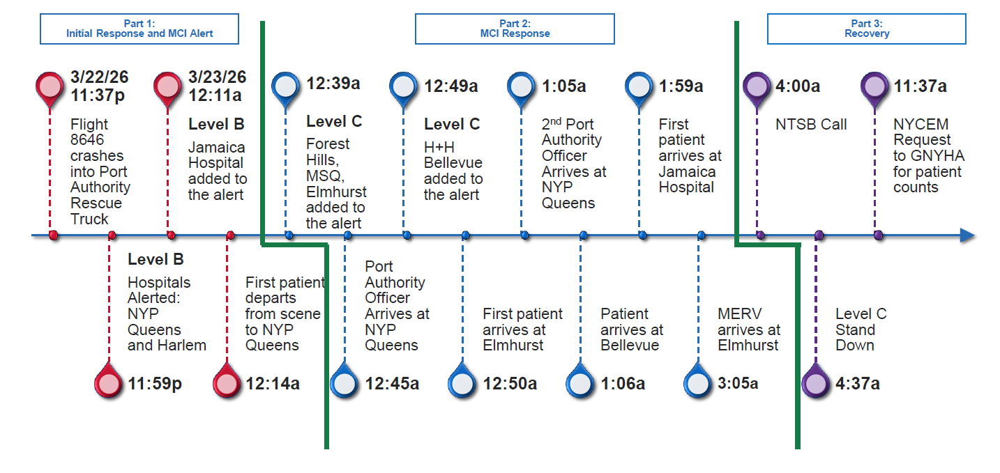 Part 1:
Initial Response and MCI Alert
Part 2:
MCI Response
Part 3:
Recovery
3/22/26
11:37p
Flight
8646
crashes
into Port
Authority
Rescue
Truck
3/23/26
12:11a
Level B
Jamaica
Hospital
added to
the alert
12:39a
Level C
Forest
Hills,
MSQ,
Elmhurst
added to
the alert
12:49a
Level C
H+H
Bellevue
added to
the alert
1:05a
2nd Port
Authority
Officer
Arrives at
NYP
Queens
1:59a
First
patient
arrives at
Jamaica
Hospital
4:00a
NTSB Call
11:37a
NYCEM
Request
to GNYHA
for patient
counts
Level B
Hospitals
Alerted:
NYP
Queens
and Harlem
11:59p
First patient
departs
from scene
to NYP
Queens
12:14a
Port
Authority
Officer
Arrives at
NYP
Queens
12:45a
First patient
arrives at
Elmhurst
12:50a
Patient
arrives at
Bellevue
1:06a
MERV
arrives at
Elmhurst
3:05a
Level C
Stand
Down
4:37a